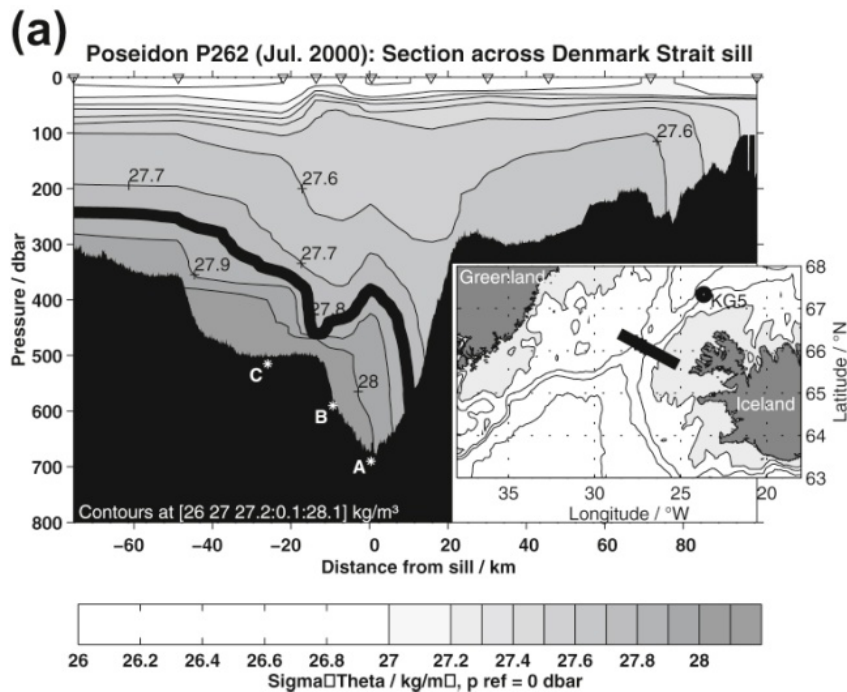 (a)
Poseidon P262 (Jul. 2000): Section across Denmark Strait sill
0
100
200
300
400
500
600
700
800
Pressure / dbar
27.6
27.7
27.6
27.7
27.9
27.8
28
C
B
A
Contours at [26 27 27.2:0.1:28.1] kg/m³
−60 −40 −20 0 20 40 60 80
Distance from sill / km
Greenland
KG5
Iceland
68
67
66
65
64
63
Latitude / °N
35 30 25 20
Longitude / °W
26 26.2 26.4 26.6 26.8 27 27.2 27.4 27.6 27.8 28
Sigma□Theta / kg/m□, p ref = 0 dbar